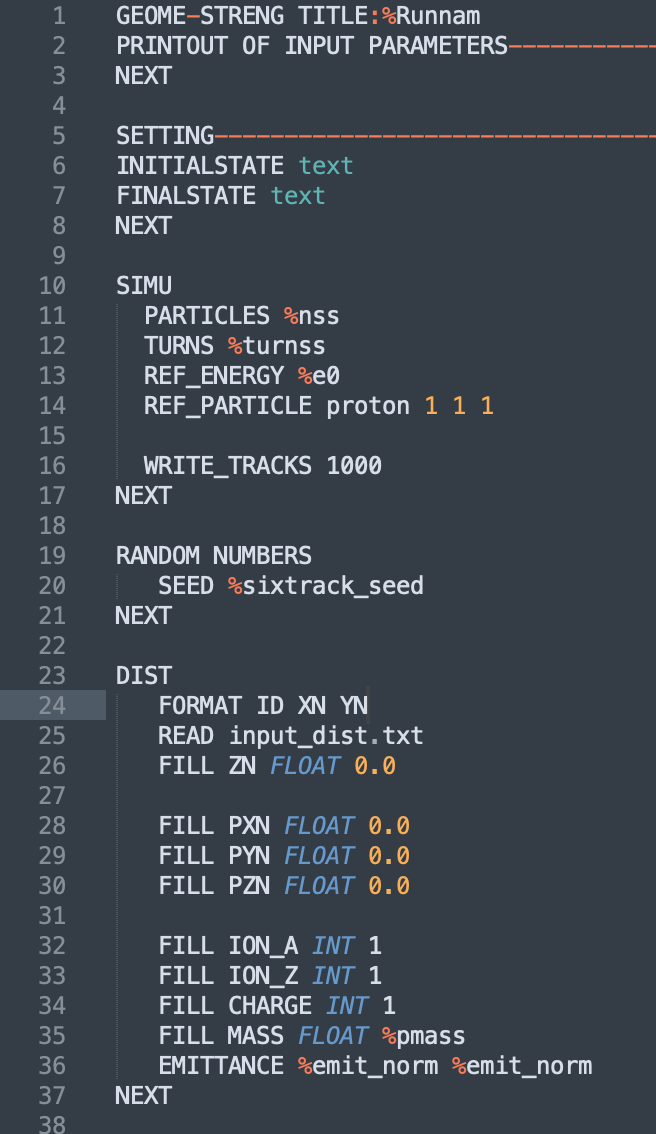 1 GEOME-STRENG TITLE:%Runnam
2 PRINTOUT OF INPUT PARAMETERS-----------
3 NEXT
4
5 SETTING--------------------------------
6 INITIALSTATE text
7 FINALSTATE text
8 NEXT
9
10 SIMU
11 PARTICLES %nss
12 TURNS %turnss
13 REF_ENERGY %e0
14 REF_PARTICLE proton 1 1 1
15
16 WRITE_TRACKS 1000
17 NEXT
18
19 RANDOM NUMBERS
20 SEED %sixtrack_seed
21 NEXT
22
23 DIST
24 FORMAT ID XN YN
25 READ input_dist.txt
26 FILL ZN FLOAT 0.0
27
28 FILL PXN FLOAT 0.0
29 FILL PYN FLOAT 0.0
30 FILL PZN FLOAT 0.0
31
32 FILL ION_A INT 1
33 FILL ION_Z INT 1
34 FILL CHARGE INT 1
35 FILL MASS FLOAT %pmass
36 EMITTANCE %emit_norm %emit_norm
37 NEXT
38